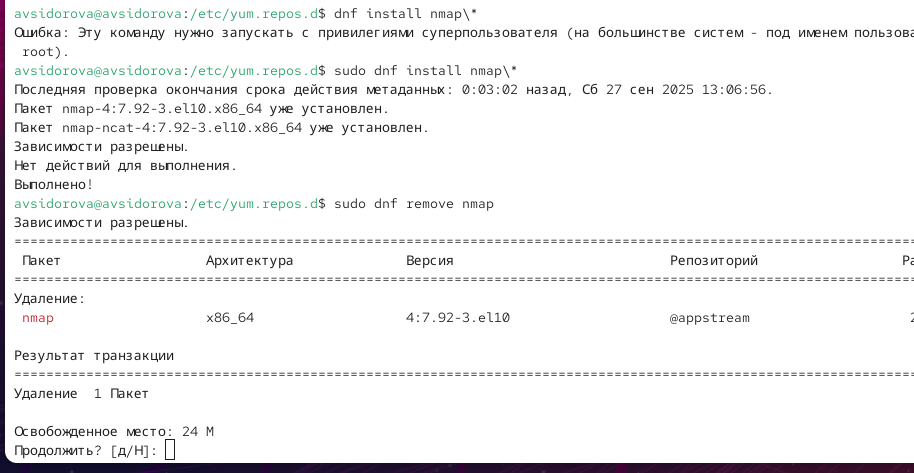 avsidorova@avsidorova:/etc/yum.repos.d$ dnf install nmap\*
Ошибка: Эту команду нужно запускать с привилегиями суперпользователя (на большинстве систем - под именем пользова
root).
avsidorova@avsidorova:/etc/yum.repos.d$ sudo dnf install nmap\*
Последняя проверка окончания срока действия метаданных: 0:03:02 назад, Сб 27 сен 2025 13:06:56.
Пакет nmap-4:7.92-3.el10.x86_64 уже установлен.
Пакет nmap-ncat-4:7.92-3.el10.x86_64 уже установлен.
Зависимости разрешены.
Нет действий для выполнения.
Выполнено!
avsidorova@avsidorova:/etc/yum.repos.d$ sudo dnf remove nmap
Зависимости разрешены.
================================================================================
Пакет Архитектура Версия Репозиторий Ра
================================================================================
Удаление:
nmap x86_64 4:7.92-3.el10 @appstream 2
Результат транзакции
================================================================================
Удаление  1 Пакет
Освобожденное место: 24 M
Продолжить? [д/Н]: